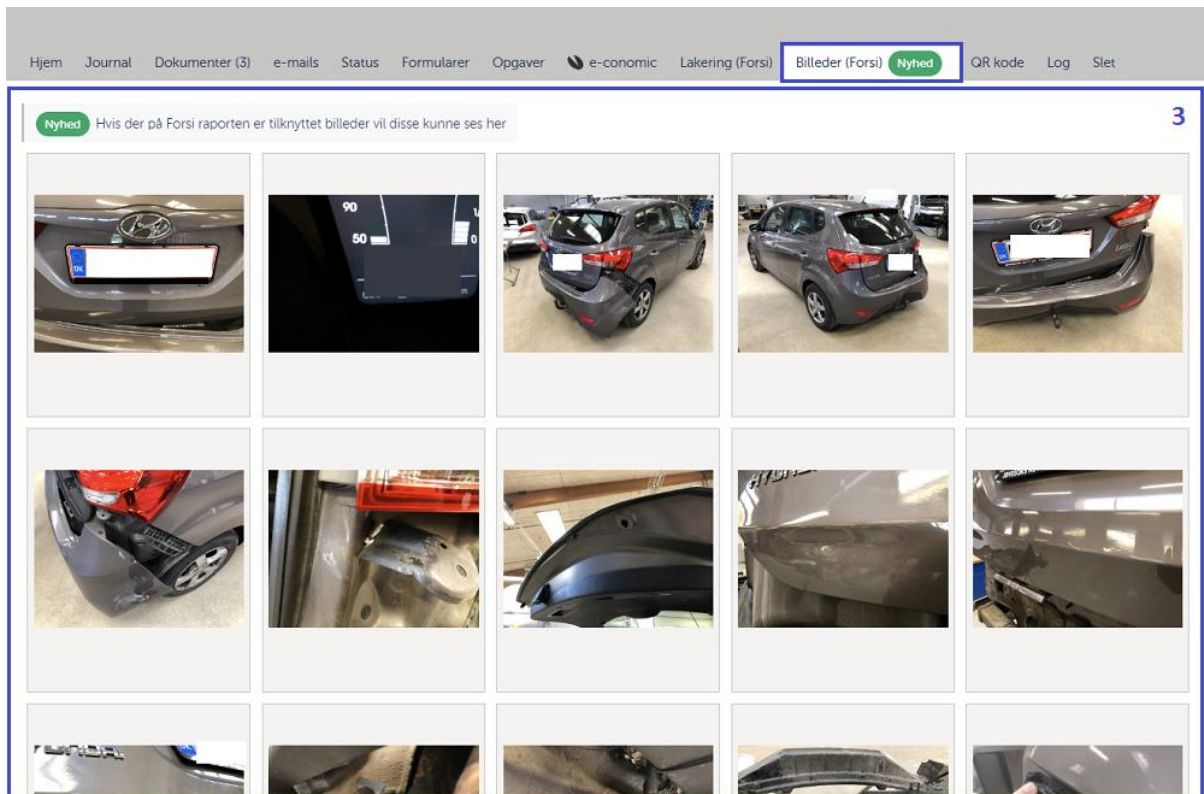 Hjem Journal Dokumenter (3) e-mails Status Formularer Opgaver e-conomic Lakering (Forsi) Billeder (Forsi) Nyhed QR kode Log Slet
Nyhed Hvis der på Forsi raporten er tilknyttet billeder vil disse kunne ses her
3
DK
90
50
0